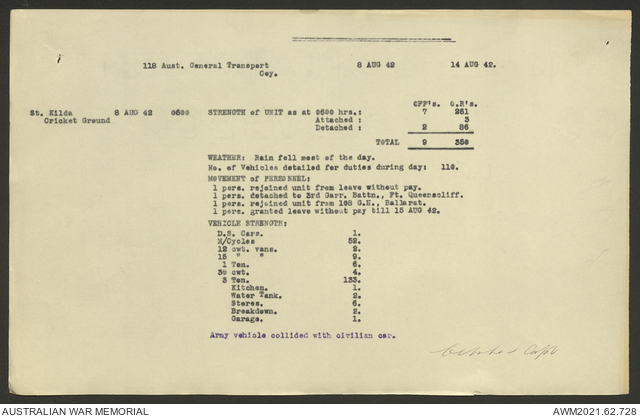 118 Aust. General Transport Coy. 8 AUG 42 14 AUG 42.
OFF's. O.R's.
St. Kilda Cricket Ground 8 AUG 42 0600 STRENGTH of UNIT as at 0600 hrs.: 7 261
Attached : 3
Detached : 2 86
TOTAL 9 350
WEATHER: Rain fell most of the day.
No. of Vehicles detailed for duties during day: 110.
MOVEMENT of PERSONNEL:
1 pers. rejoined unit from leave without pay.
1 pers. detached to 3rd Garr. Battn., Ft. Queenscliff.
1 pers. rejoined unit from 108 G.H., Ballarat.
1 pers. granted leave without pay till 15 AUG 42.
VEHICLE STRENGTH:
D.S. Cars. 1.
M/Cycles 52.
12 cwt. vans. 2.
15 " " 9.
1 Ton. 6.
30 cwt. 4.
3 Ton. 133.
Kitchen. 1.
Water Tank. 2.
Stores. 6.
Breakdown. 2.
Garage. 1.
Army vehicle collided with civilian car.
Capt
AUSTRALIAN WAR MEMORIAL AWM2021.62.728